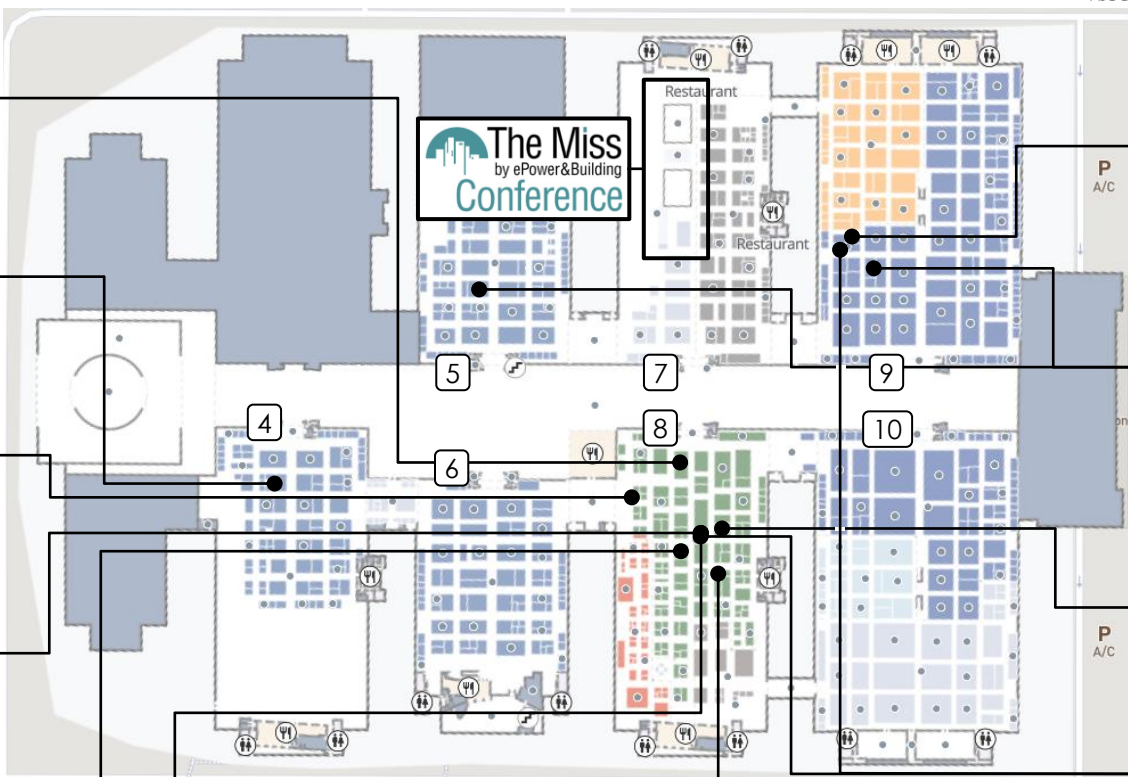 Restaurant
The Miss
by ePower&Building
Conference
P
A/C
Restaurant
5
7
9
4
8
10
6
P
A/C